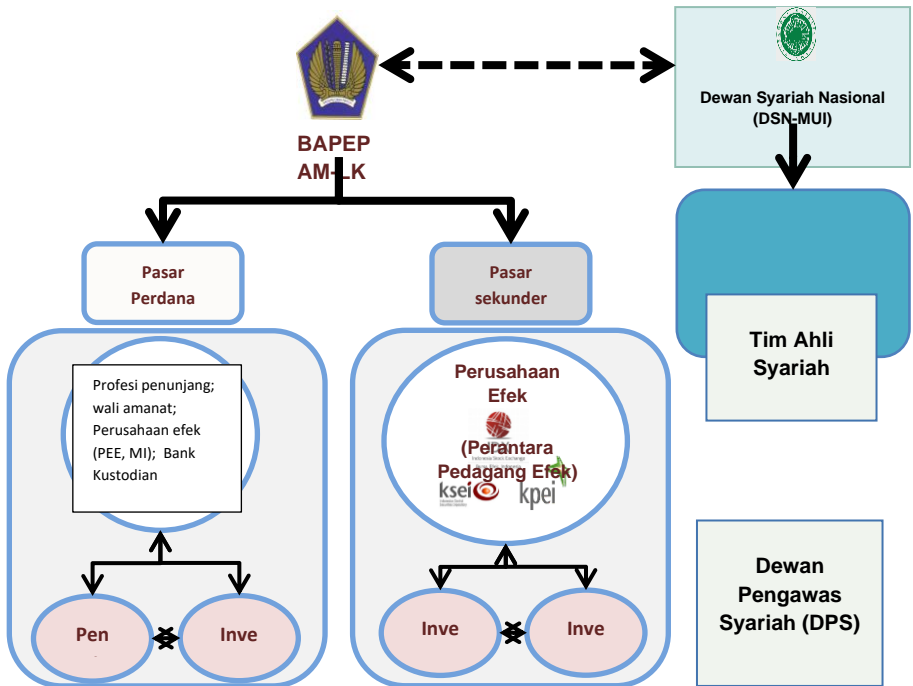 Dewan Syariah Nasional
(DSN-MUI)
BAPEP
AM-LK
Pasar
Perdana
Pasar
sekunder
Profesi penunjang;
wali amanat;
Perusahaan efek
(PEE, MI); Bank
Kustodian
Perusahaan
Efek
(Perantara
Pedagang Efek)
ksei
kpei
Tim Ahli
Syariah
Dewan
Pengawas
Syariah (DPS)
Pen
Inve
Inve
Inve